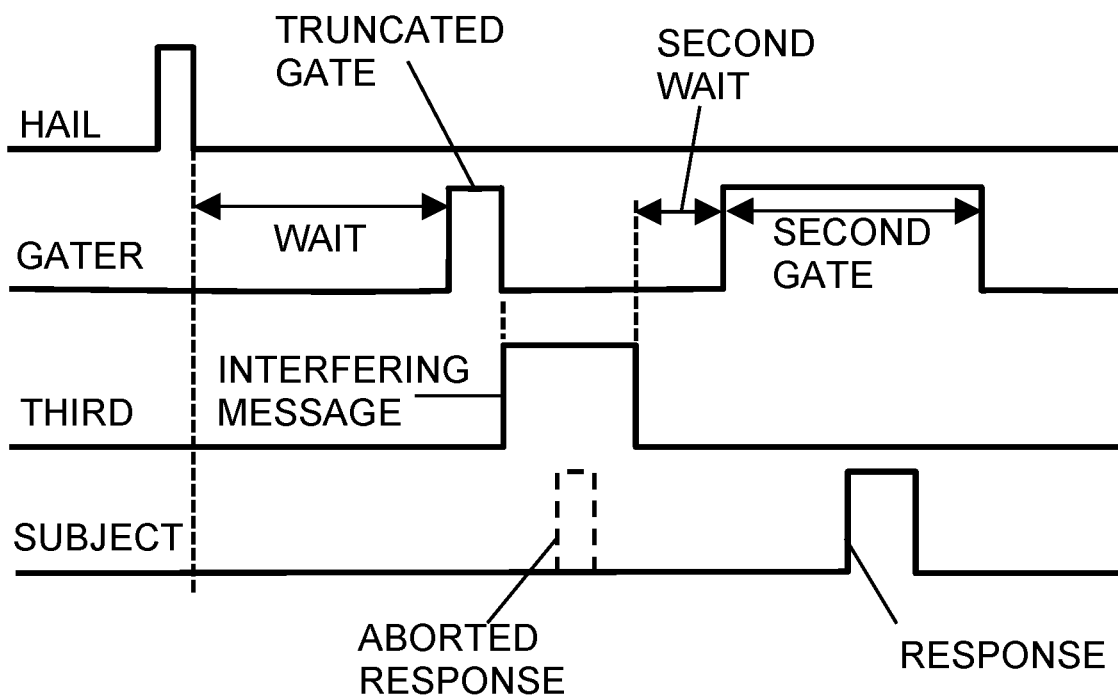 TRUNCATED
GATE
SECOND
WAIT
HAIL
WAIT
SECOND
GATE
GATER
INTERFERING
MESSAGE
THIRD
SUBJECT
ABORTED
RESPONSE
RESPONSE